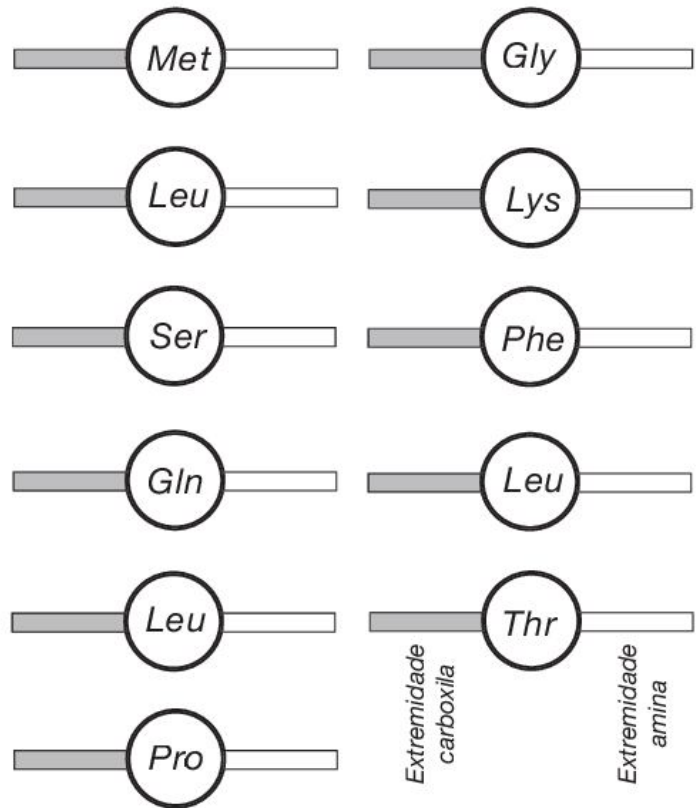 Met
Gly
Leu
Lys
Ser
Phe
Gln
Leu
Leu
Thr
Pro
Extremidade
carboxila
Extremidade
amina